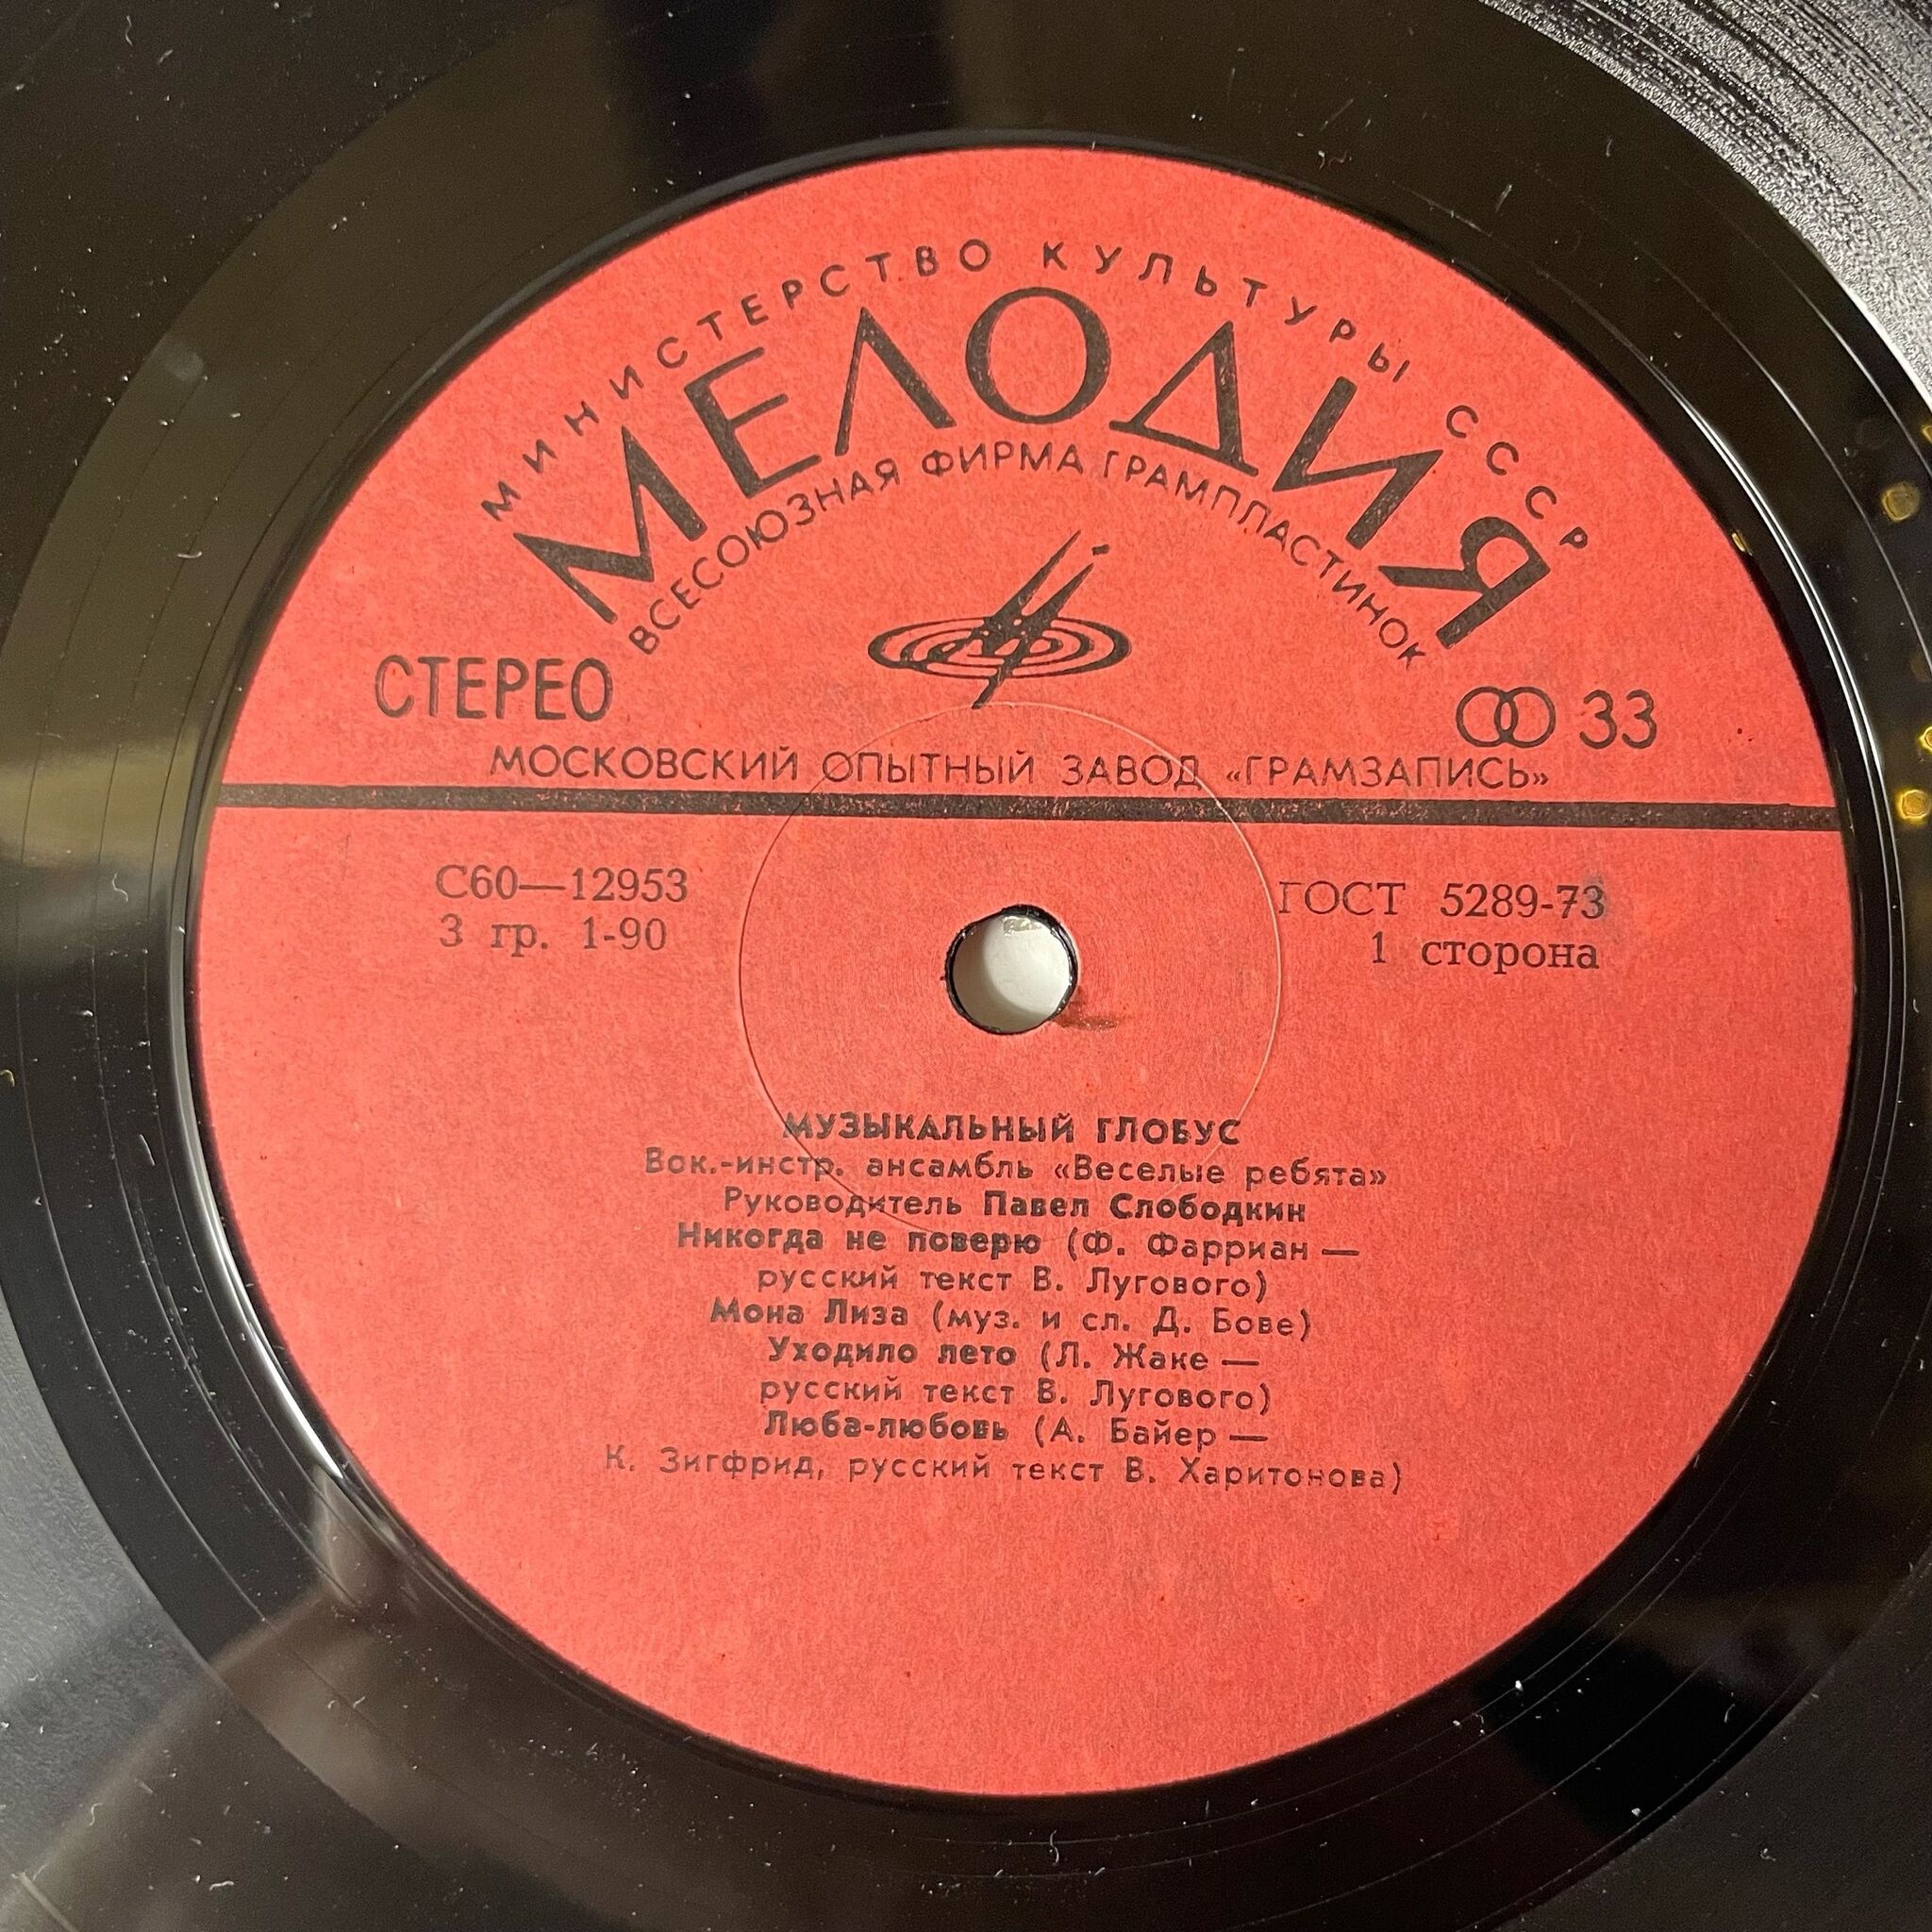 МИНИСТЕРСТВО КУЛЬТУРЫ СССР
МЕЛОДИЯ
ВСЕСОЮЗНАЯ ФИРМА ГРАМПЛАСТИНОК
СТЕРЕО
33
МОСКОВСКИЙ ОПЫТНЫЙ ЗАВОД «ГРАМЗАПИСЬ»
С60—12953
ГОСТ 5289-73
3 гр. 1-90
1 сторона
МУЗЫКАЛЬНЫЙ ГЛОБУС
Вок.-инстр. ансамбль «Веселые ребята»
Руководитель Павел Слободкин
Никогда не поверю (Ф. Фарриан —
русский текст В. Лугового)
Мона Лиза (муз. и сл. Д. Бове)
Уходило лето (Л. Жаке —
русский текст В. Лугового)
Люба-любовь (А. Байер —
К. Зигфрид, русский текст В. Харитонова)